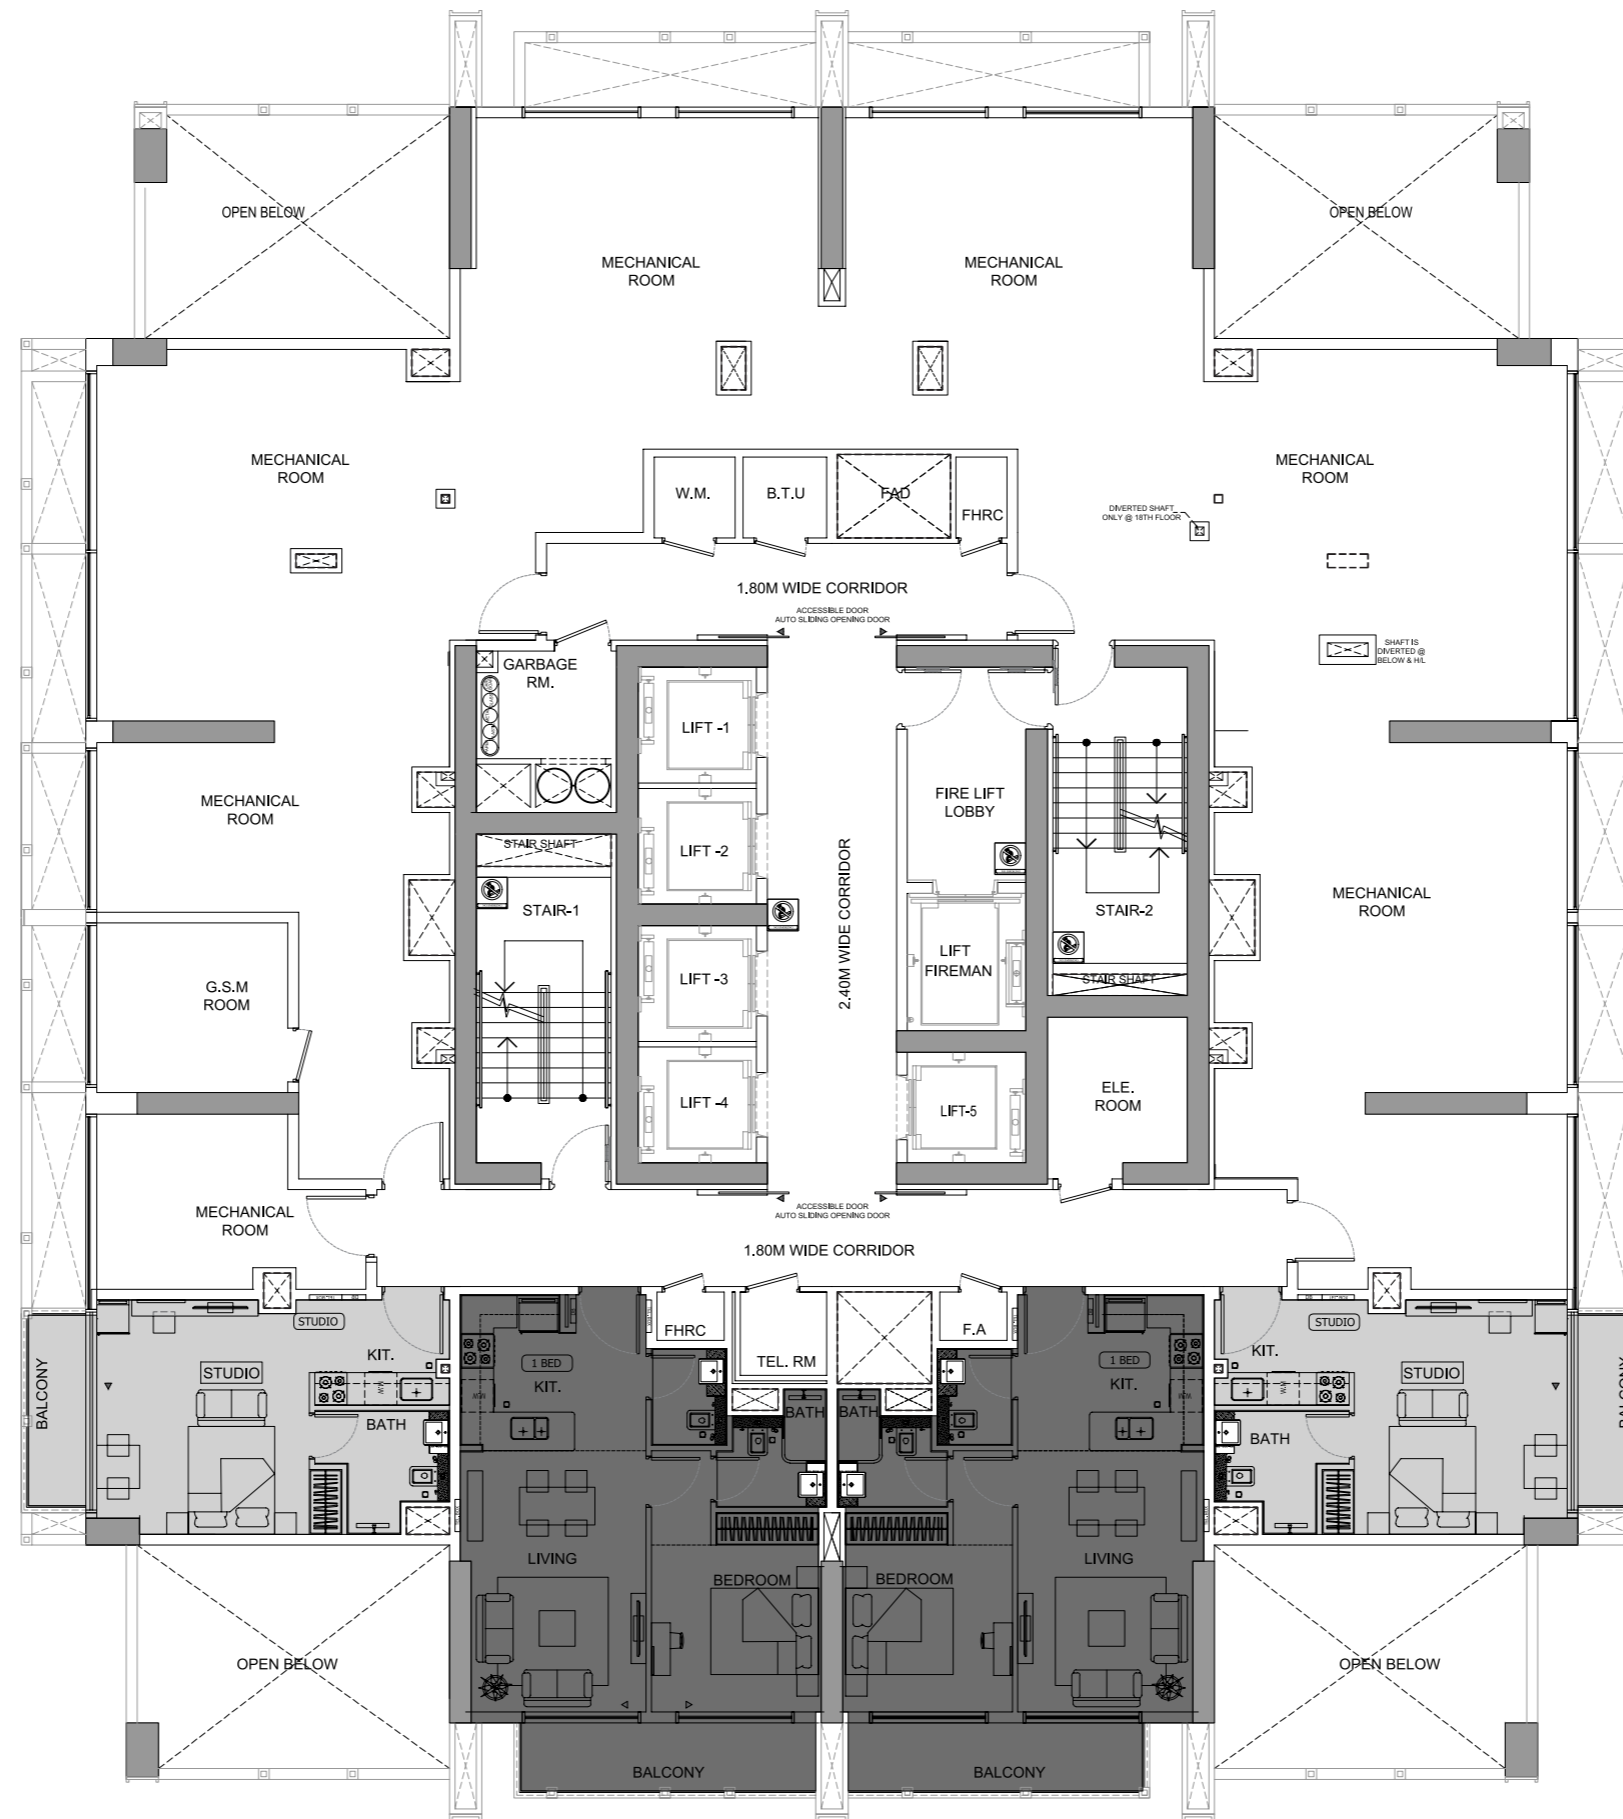 OPEN BELOW
OPEN BELOW
MECHANICAL
ROOM
MECHANICAL
ROOM
MECHANICAL
ROOM
MECHANICAL
ROOM
W.M.
B.T.U
FAD
FHRC
DIVERTED SHAFT
ONLY @ 18TH FLOOR
1.80M WIDE CORRIDOR
ACCESSIBLE DOOR
AUTO SLIDING OPENING DOOR
SHAFT IS
DIVERTED @
BELOW & H/L
GARBAGE
RM.
LIFT -1
FIRE LIFT
LOBBY
MECHANICAL
ROOM
STAIR SHAFT
LIFT -2
2.40M WIDE CORRIDOR
STAIR-1
STAIR-2
MECHANICAL
ROOM
LIFT
FIREMAN
LIFT -3
STAIR SHAFT
G.S.M
ROOM
LIFT -4
LIFT-5
ELE.
ROOM
MECHANICAL
ROOM
ACCESSIBLE DOOR
AUTO SLIDING OPENING DOOR
1.80M WIDE CORRIDOR
STUDIO
FHRC
F.A
STUDIO
KIT.
1 BED
TEL. RM
1 BED
KIT.
STUDIO
KIT.
KIT.
STUDIO
BALCONY
BALCONY
BATH
BATH
BATH
BATH
W/M
W/M
W/M
W/M
LIVING
BEDROOM
BEDROOM
LIVING
OPEN BELOW
OPEN BELOW
BALCONY
BALCONY